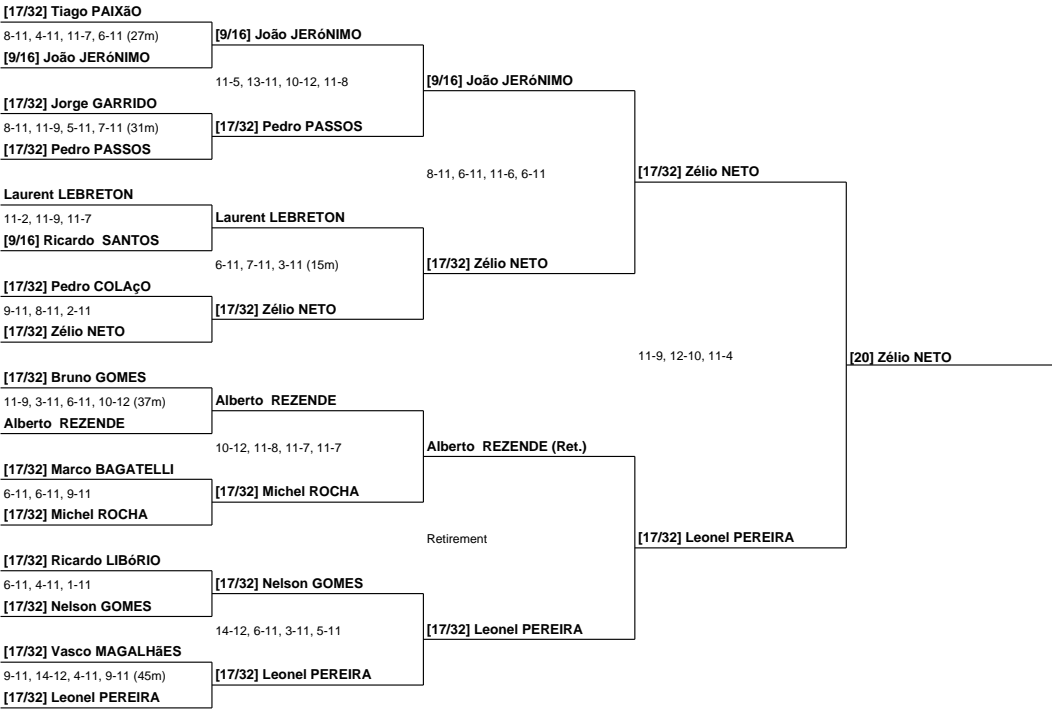 [17/32] Tiago PAIXãO
8-11, 4-11, 11-7, 6-11 (27m)
[9/16] João JERóNIMO
[17/32] Jorge GARRIDO
8-11, 11-9, 5-11, 7-11 (31m)
[17/32] Pedro PASSOS
Laurent LEBRETON
11-2, 11-9, 11-7
[9/16] Ricardo  SANTOS
[17/32] Pedro COLAçO
9-11, 8-11, 2-11
[17/32] Zélio NETO
[17/32] Bruno GOMES
11-9, 3-11, 6-11, 10-12 (37m)
Alberto  REZENDE
[17/32] Marco BAGATELLI
6-11, 6-11, 9-11
[17/32] Michel ROCHA
[17/32] Ricardo LIBóRIO
6-11, 4-11, 1-11
[17/32] Nelson GOMES
[17/32] Vasco MAGALHãES
9-11, 14-12, 4-11, 9-11 (45m)
[17/32] Leonel PEREIRA
[9/16] João JERóNIMO
11-5, 13-11, 10-12, 11-8
[17/32] Pedro PASSOS
Laurent LEBRETON
6-11, 7-11, 3-11 (15m)
[17/32] Zélio NETO
Alberto  REZENDE
10-12, 11-8, 11-7, 11-7
[17/32] Michel ROCHA
[17/32] Nelson GOMES
14-12, 6-11, 3-11, 5-11
[17/32] Leonel PEREIRA
[9/16] João JERóNIMO
8-11, 6-11, 11-6, 6-11
[17/32] Zélio NETO
Alberto  REZENDE (Ret.)
Retirement
[17/32] Leonel PEREIRA
[17/32] Zélio NETO
11-9, 12-10, 11-4
[17/32] Leonel PEREIRA
[20] Zélio NETO